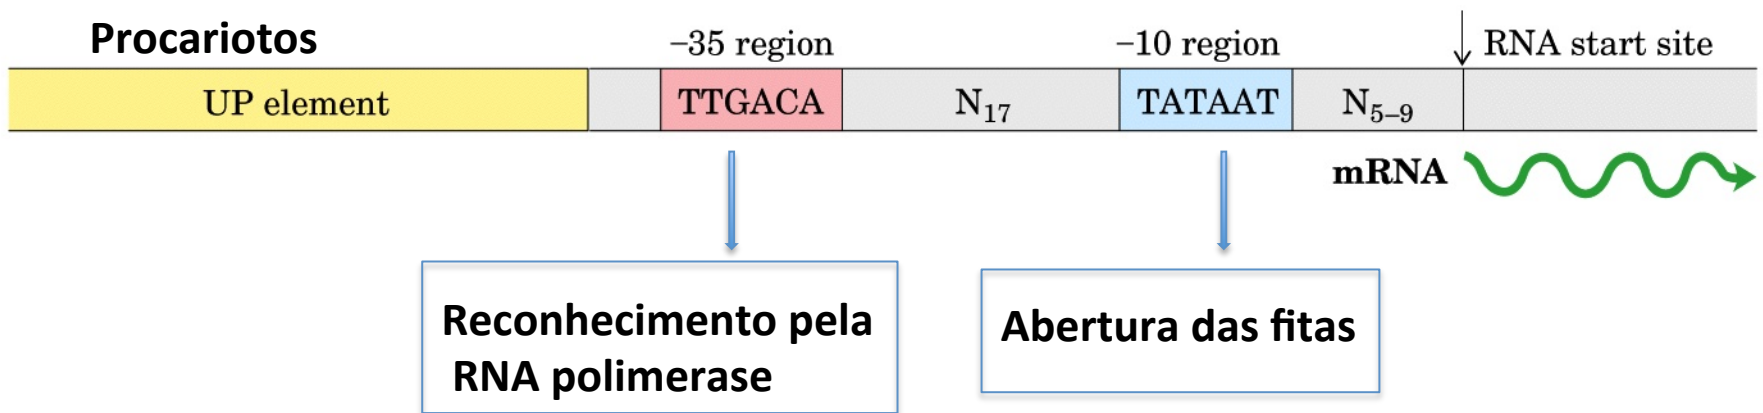 Procariotos
–35 region
–10 region
RNA start site
UP element
TTGACA
N₁₇
TATAAT
N₅₋₉
mRNA
Reconhecimento pela
RNA polimerase
Abertura das fitas